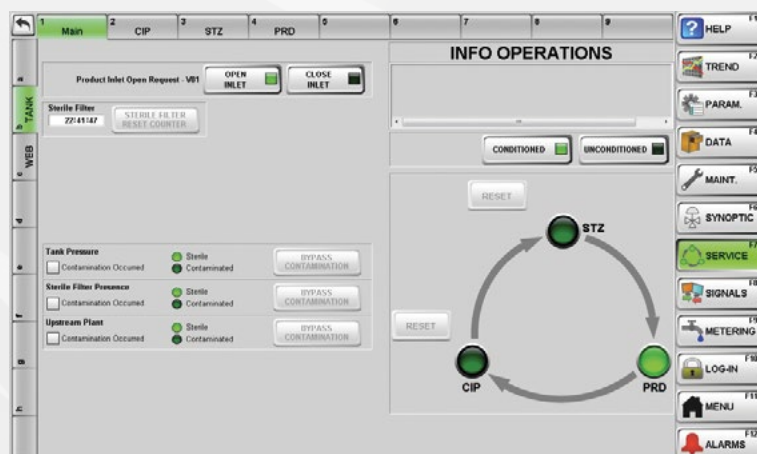 1 Main
2 CIP
3 STZ
4 PRD
5
6
7
8
9
a
b TANK
c WEB
d
e
f
g
h
Product Inlet Open Request - V81
OPEN INLET
CLOSE INLET
Sterile Filter
22:41:47
STERILE FILTER
RESET COUNTER
Tank Pressure
Contamination Occurred
Sterile
Contaminated
BYPASS
CONTAMINATION
Sterile Filter Presence
Contamination Occurred
Sterile
Contaminated
BYPASS
CONTAMINATION
Upstream Plant
Contamination Occurred
Sterile
Contaminated
BYPASS
CONTAMINATION
INFO OPERATIONS
CONDITIONED
UNCONDITIONED
RESET
STZ
RESET
CIP
PRD
HELP F1
TREND F2
PARAM. F3
DATA F4
MAINT. F5
SYNOPTIC F6
SERVICE F7
SIGNALS F8
METERING F9
LOG-IN F10
MENU F11
ALARMS F12